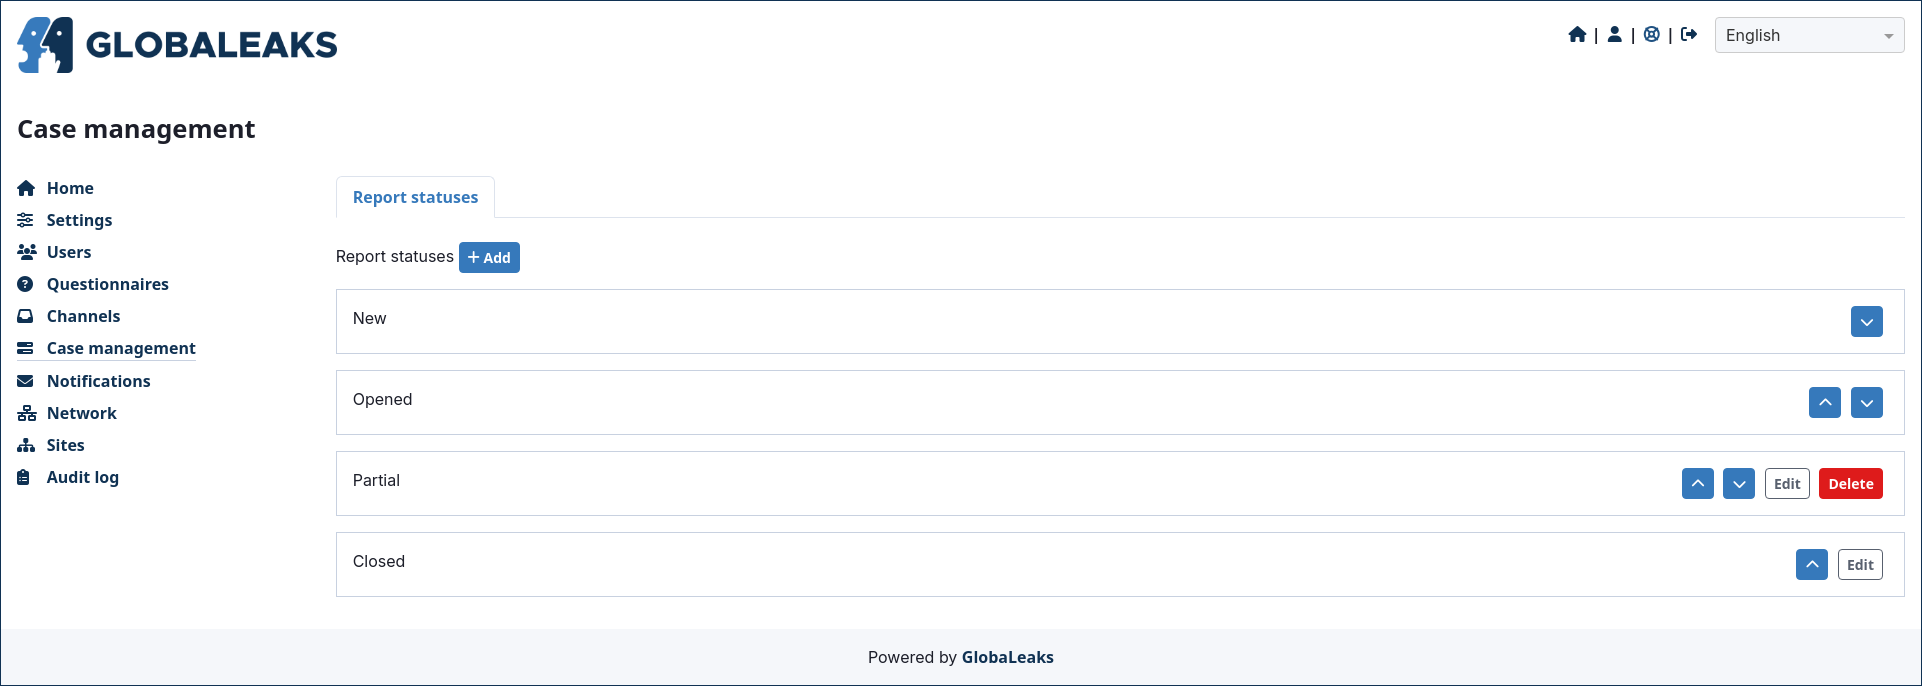 GLOBALEAKS
| | | English
Case management
Home
Settings
Users
Questionnaires
Channels
Case management
Notifications
Network
Sites
Audit log
Report statuses
Report statuses + Add
New
Opened
Partial Edit Delete
Closed Edit
Powered by GlobaLeaks